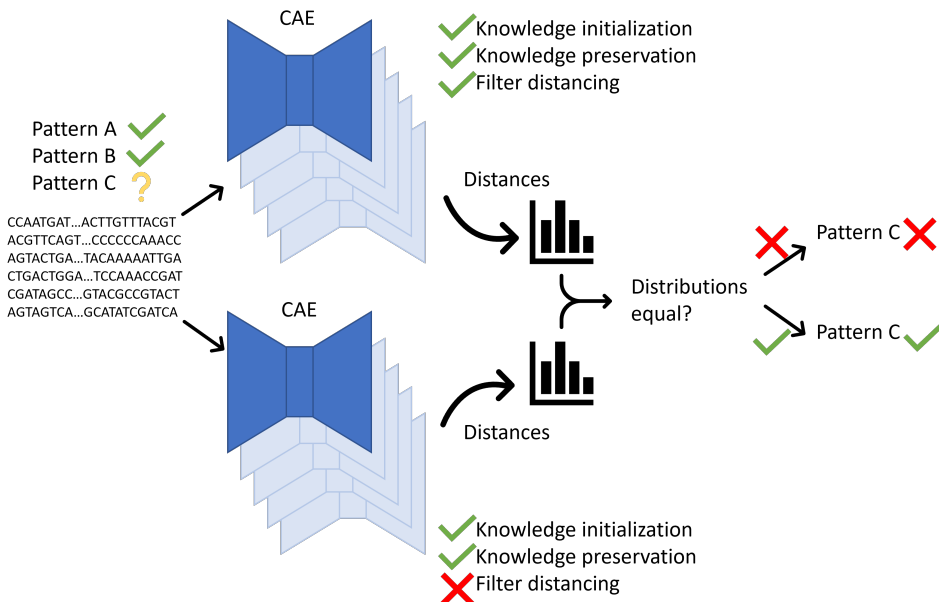 CAE
Knowledge initialization
Knowledge preservation
Filter distancing
Pattern A
Pattern B
Pattern C ?
CCAATGAT...ACTTGTTTACGT
ACGTTCAGT...CCCCCCAAACC
AGTACTGA...TACAAAAATTGA
CTGACTGGA...TCCAAACCGAT
CGATAGCC...GTACGCCGTACT
AGTAGTCA...GCATATCGATCA
Distances
Distributions
equal?
Pattern C
Pattern C
CAE
Distances
Knowledge initialization
Knowledge preservation
Filter distancing